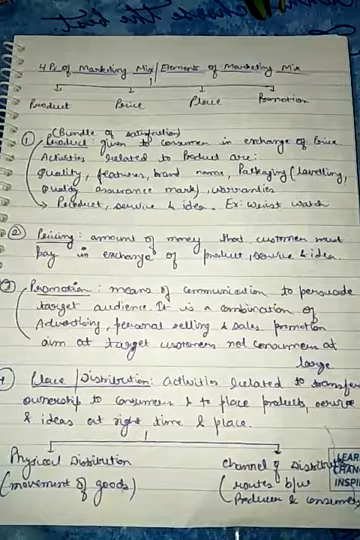 4 Ps of Marketing Mix / Elements of Marketing Mix
Product Price Place Promotion
(Bundle of satisfaction)
① Product: given to consumer in exchange of Price
Activities related to Product are:
Quality, features, brand name, Packaging (labelling,
quality assurance mark), warranties
→ Product, service & idea. Ex: wrist watch
② Pricing: amount of money that customer must
pay in exchange of product, service & idea.
③ Promotion: means of communication to persuade
target audience. It is a combination of
Advertising, personal selling & sales promotion
aim at target customers not consumers at
large
Place / Distribution: activities related to transfer
ownership to consumers & to place products, service
& ideas at right time & place.
Physical Distribution Channel of Distribut
(movement of goods) (routes b/w
Producer & consumer
LEAR
CHAN
INSPI